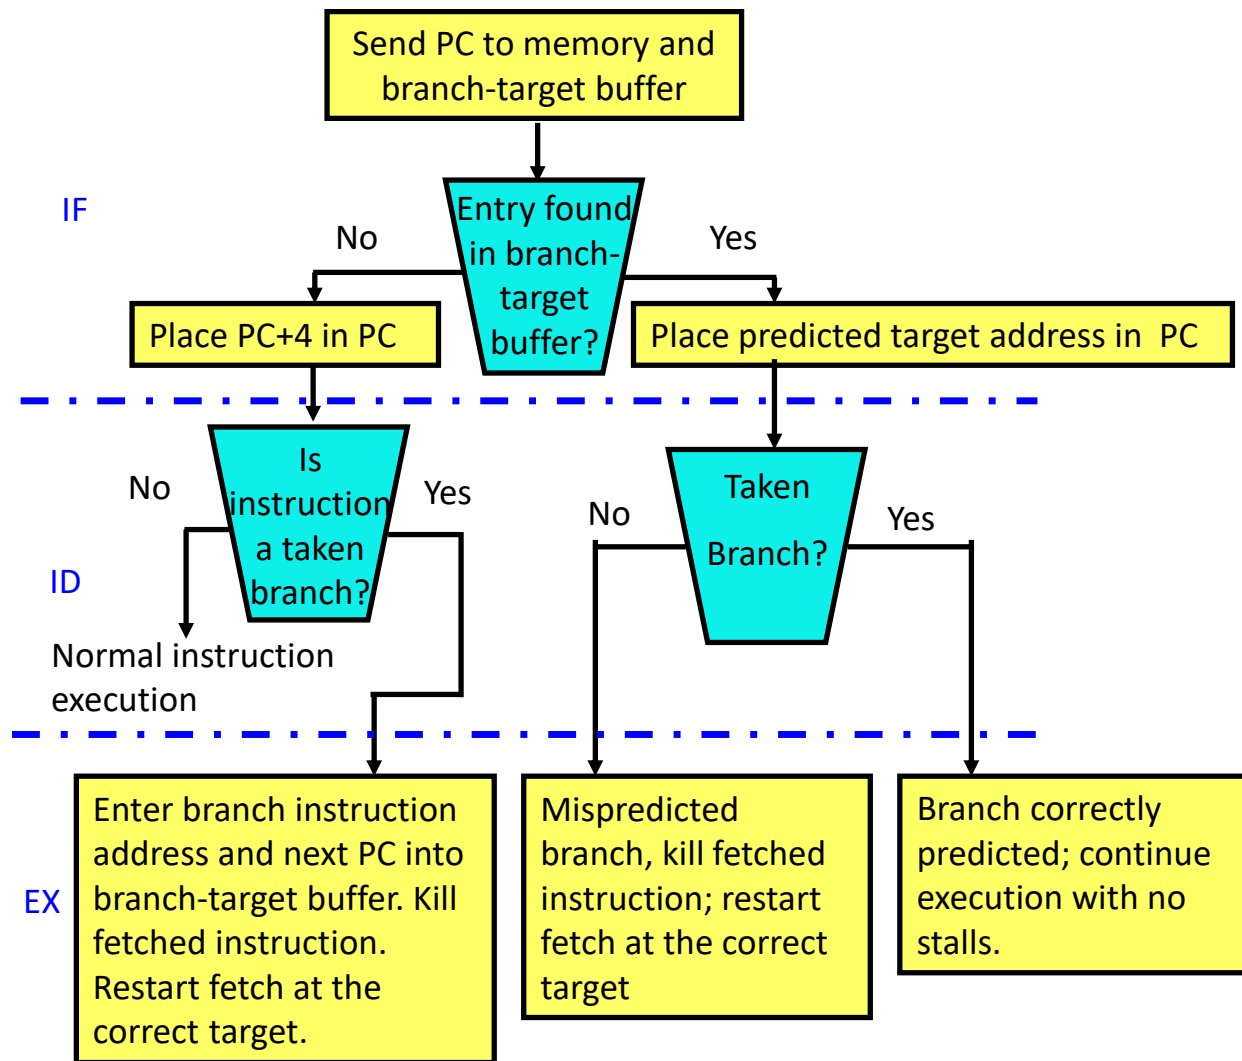 Send PC to memory and
branch-target buffer
IF
Entry found
in branch-
target
buffer?
No
Yes
Place PC+4 in PC
Place predicted target address in PC
Is
instruction
a taken
branch?
No
Yes
Taken
Branch?
No
Yes
ID
Normal instruction
execution
EX
Enter branch instruction
address and next PC into
branch-target buffer. Kill
fetched instruction.
Restart fetch at the
correct target.
Mispredicted
branch, kill fetched
instruction; restart
fetch at the correct
target
Branch correctly
predicted; continue
execution with no
stalls.